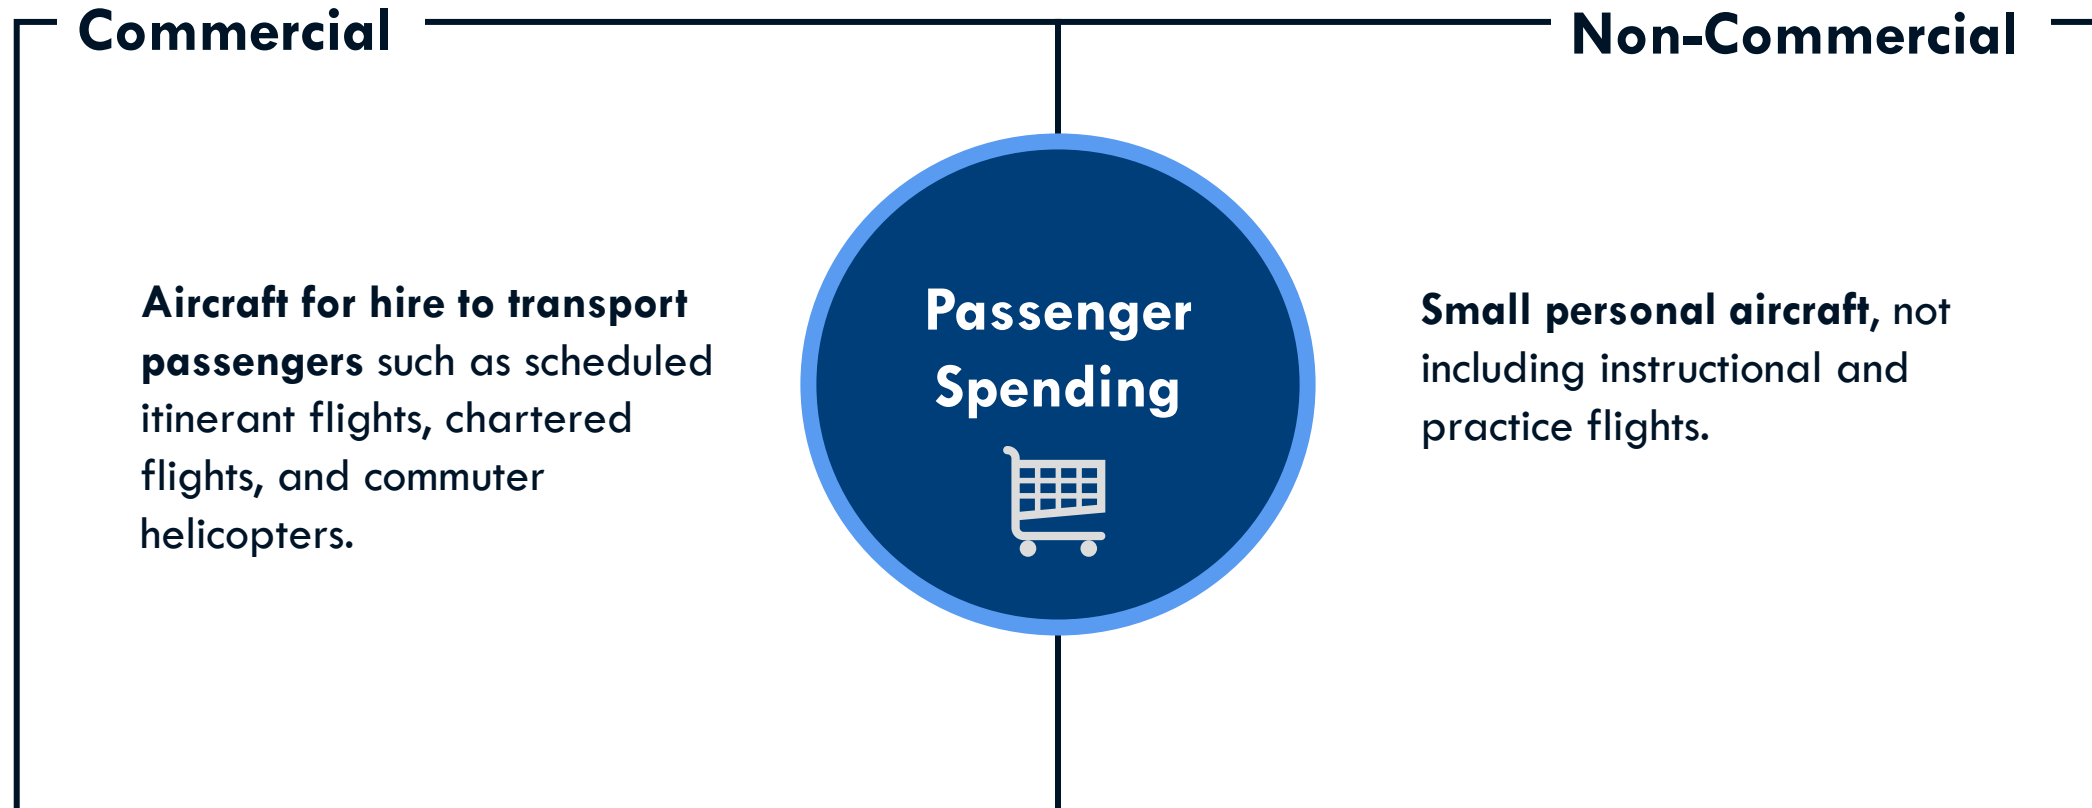 Commercial
Non-Commercial
Aircraft for hire to transport
passengers such as scheduled
itinerant flights, chartered
flights, and commuter
helicopters.
Passenger
Spending
Small personal aircraft, not
including instructional and
practice flights.